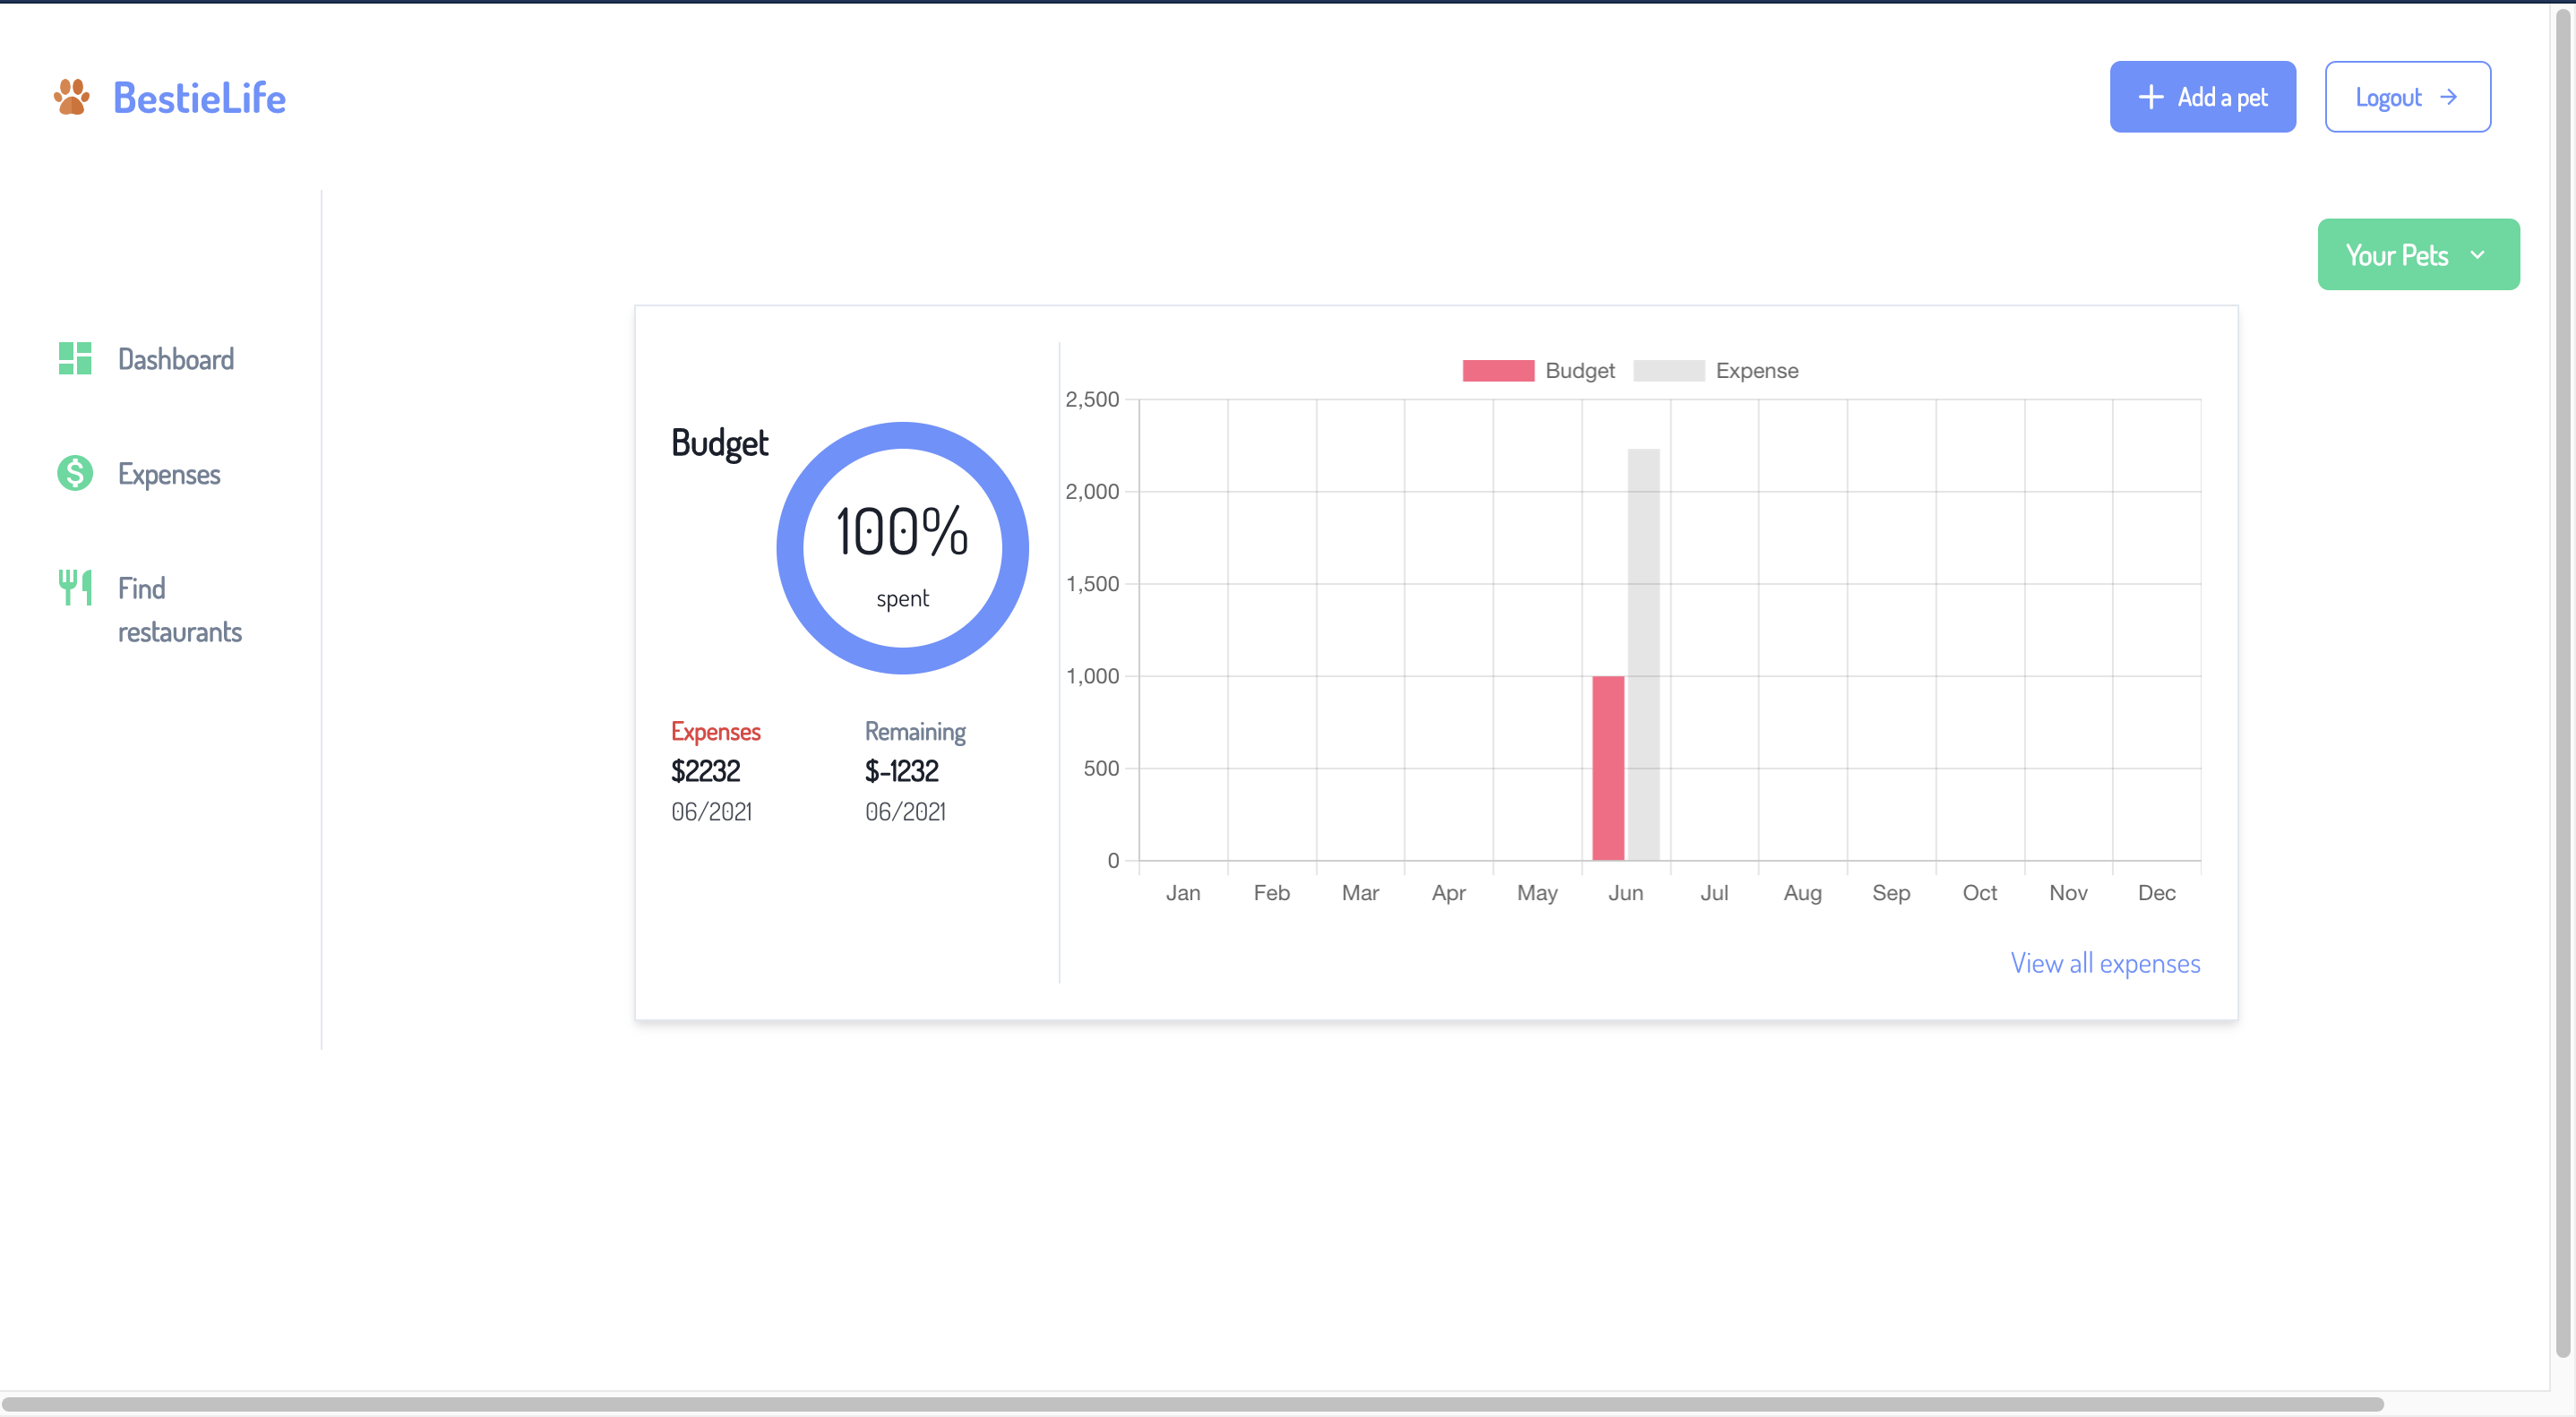 BestieLife
Add a pet
Logout
Your Pets
Dashboard
Expenses
Find
restaurants
Budget
100%
spent
Expenses
$2232
06/2021
Remaining
$-1232
06/2021
Budget
Expense
2,500
2,000
1,500
1,000
500
0
Jan Feb Mar Apr May Jun Jul Aug Sep Oct Nov Dec
View all expenses